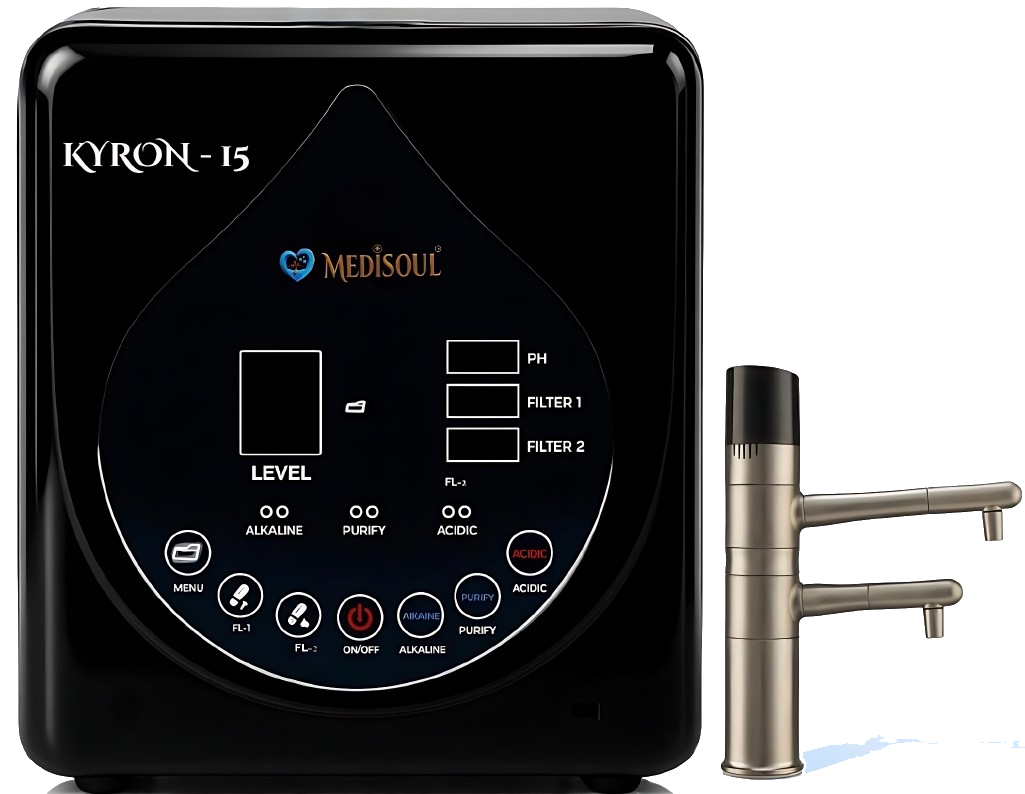 KYRON - 15
MEDISOUL
PH
FILTER 1
FILTER 2
LEVEL
FL-2
ALKALINE
PURIFY
ACIDIC
ACIDIC
ACIDIC
MENU
FL-1
FL-2
ON/OFF
AlKAlNE
ALKALINE
PURIFY
PURIFY